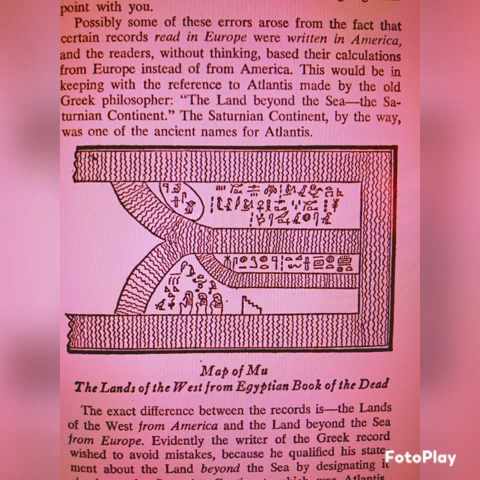 point with you.
Possibly some of these errors arose from the fact that
certain records read in Europe were written in America,
and the readers, without thinking, based their calculations
from Europe instead of from America. This would be in
keeping with the reference to Atlantis made by the old
Greek philosopher: “The Land beyond the Sea—the Sa-
turnian Continent.” The Saturnian Continent, by the way,
was one of the ancient names for Atlantis.
Map of Mu
The Lands of the West from Egyptian Book of the Dead
The exact difference between the records is—the Lands
of the West from America and the Land beyond the Sea
from Europe. Evidently the writer of the Greek record
wished to avoid mistakes, because he qualified his state-
ment about the Land beyond the Sea by designating it
FotoPlay